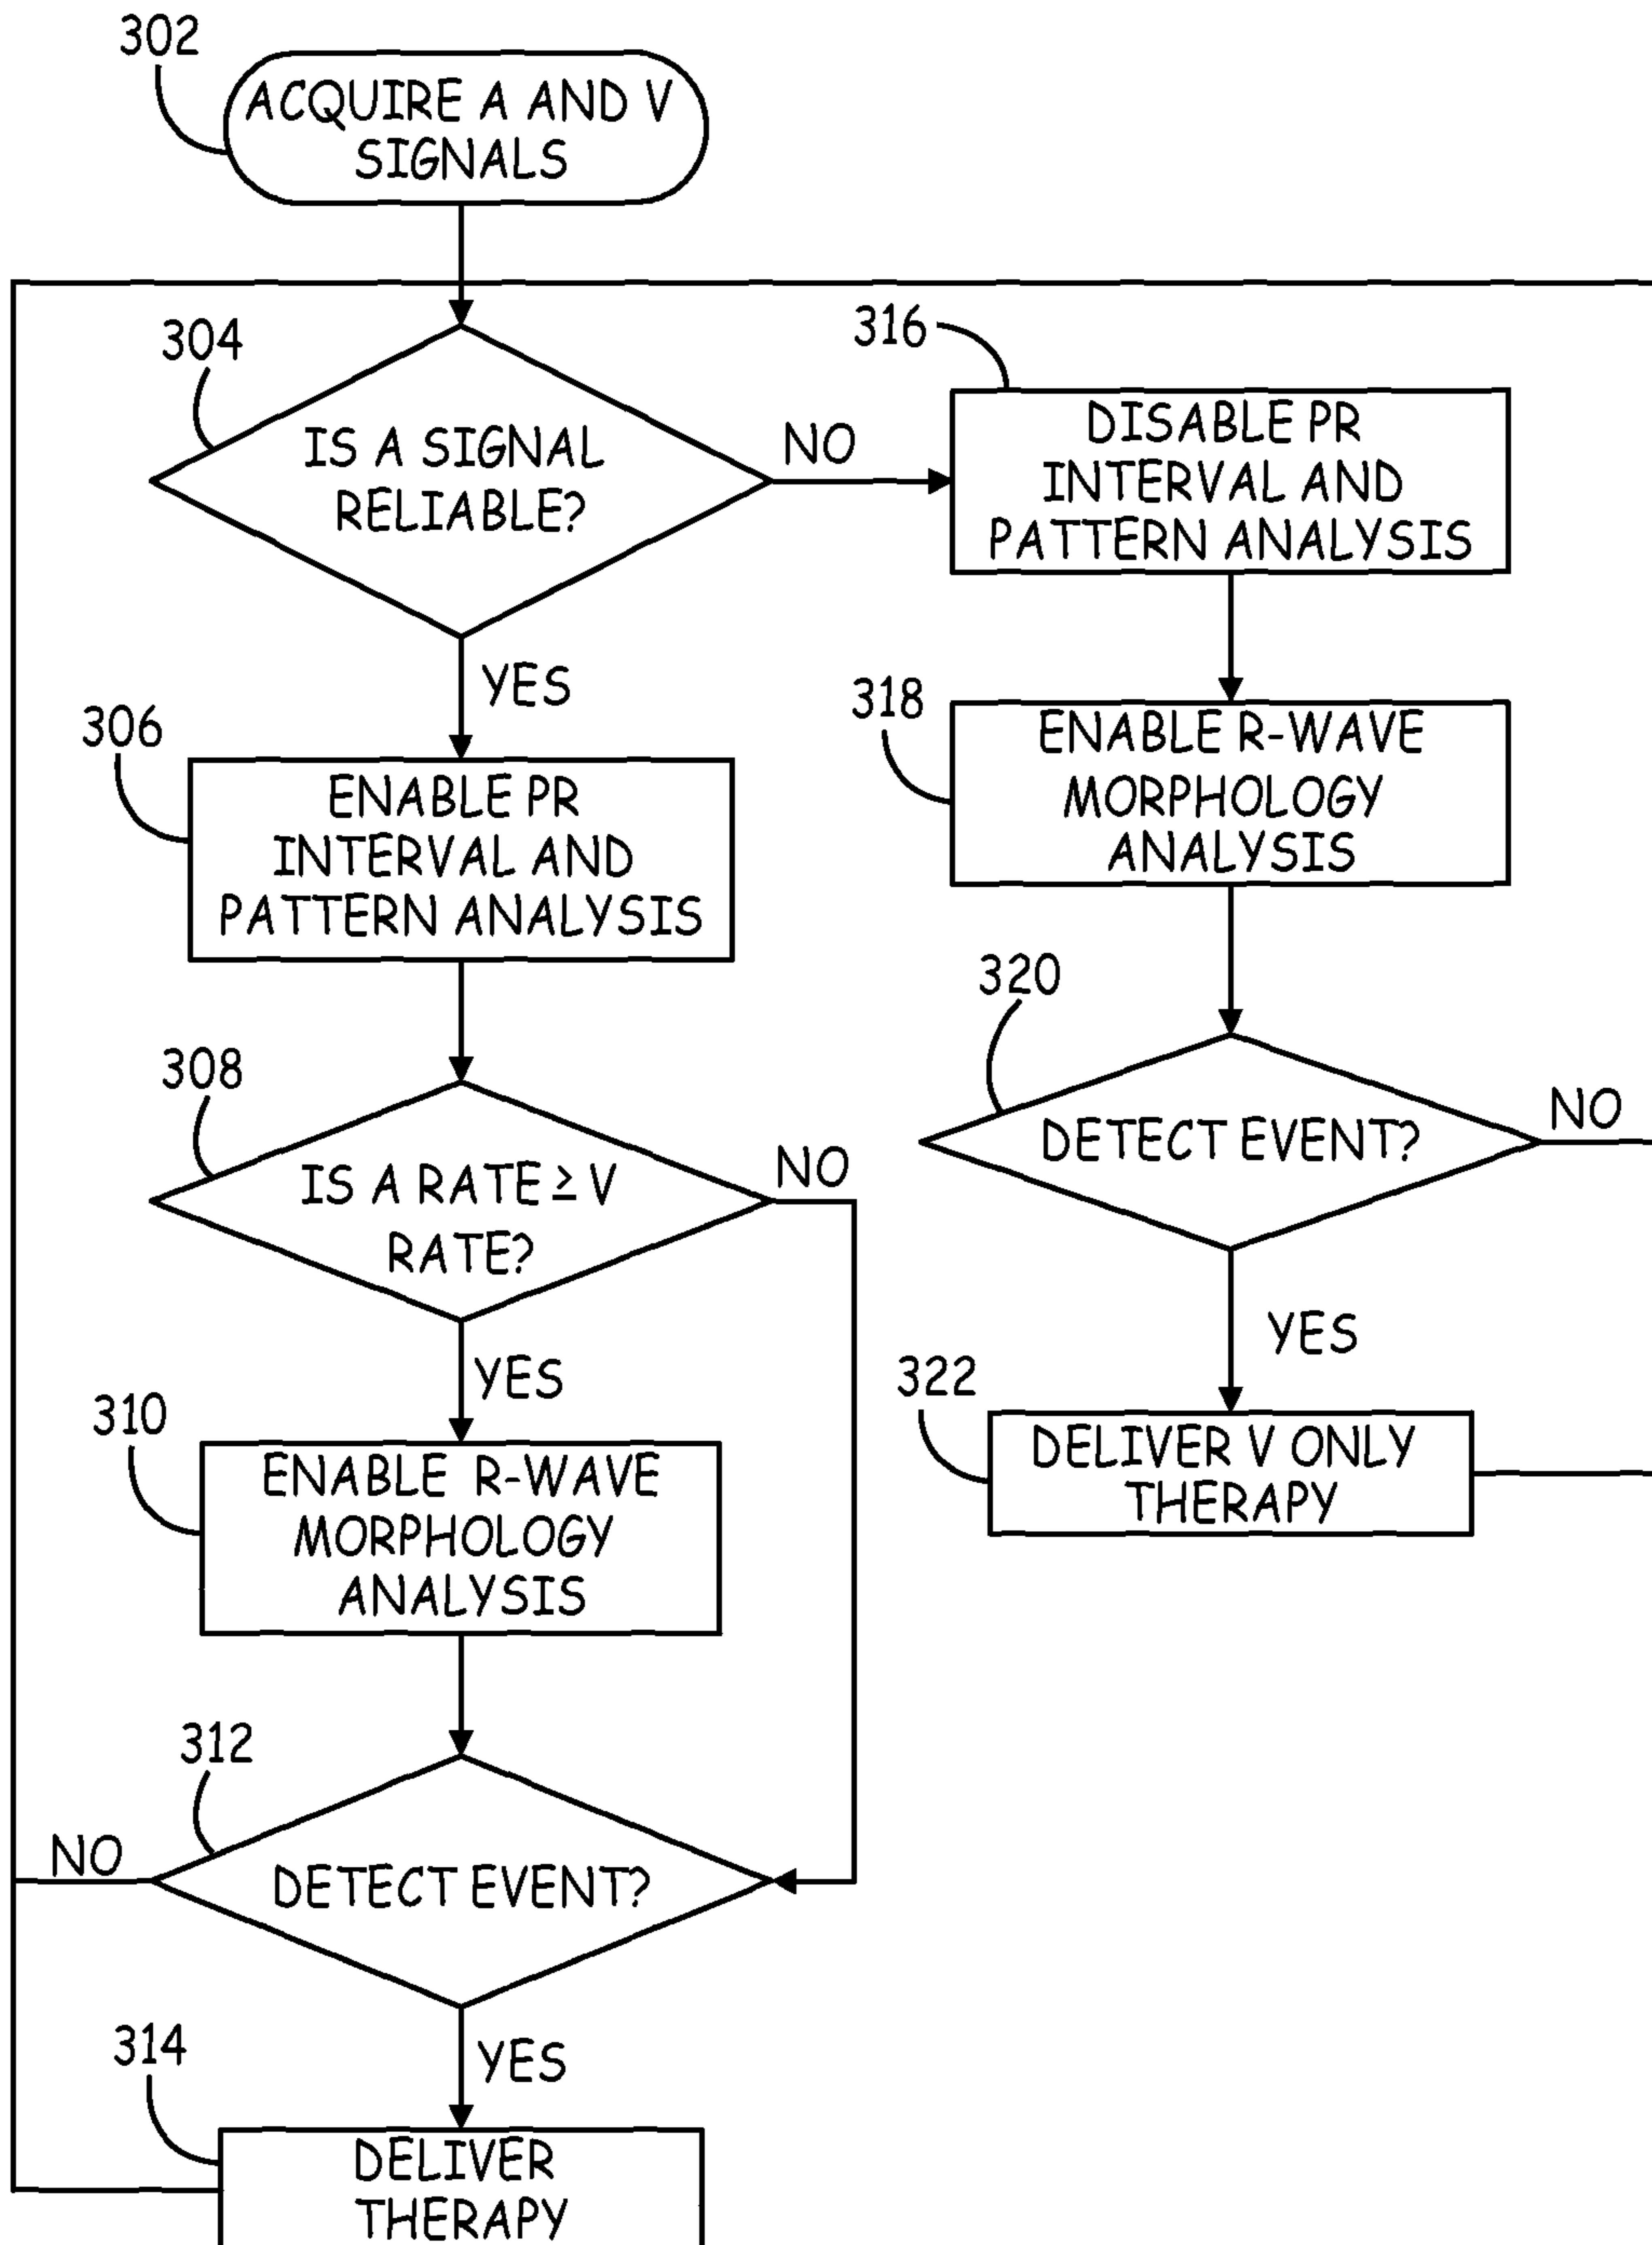 302
ACQUIRE A AND V
SIGNALS
304
IS A SIGNAL
RELIABLE?
NO
YES
316
DISABLE PR
INTERVAL AND
PATTERN ANALYSIS
306
ENABLE PR
INTERVAL AND
PATTERN ANALYSIS
318
ENABLE R-WAVE
MORPHOLOGY
ANALYSIS
308
IS A RATE ≥ V
RATE?
NO
YES
320
DETECT EVENT?
NO
YES
310
ENABLE R-WAVE
MORPHOLOGY
ANALYSIS
322
DELIVER V ONLY
THERAPY
312
DETECT EVENT?
NO
YES
314
DELIVER
THERAPY